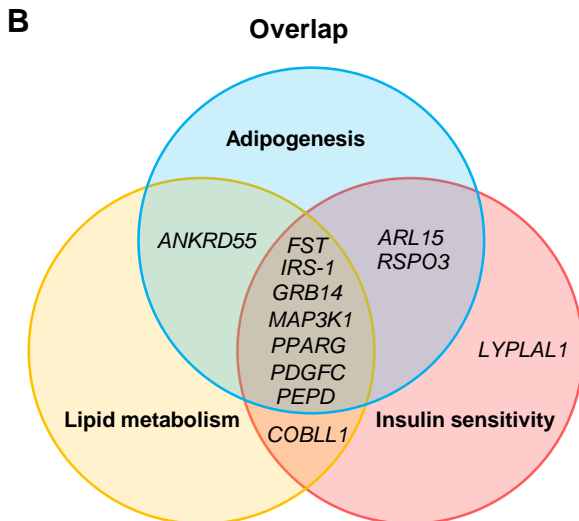 B
Overlap
Adipogenesis
ANKRD55
FST
IRS-1
GRB14
MAP3K1
PPARG
PDGFC
PEPD
ARL15
RSPO3
LYPLAL1
Lipid metabolism
Insulin sensitivity
COBLL1